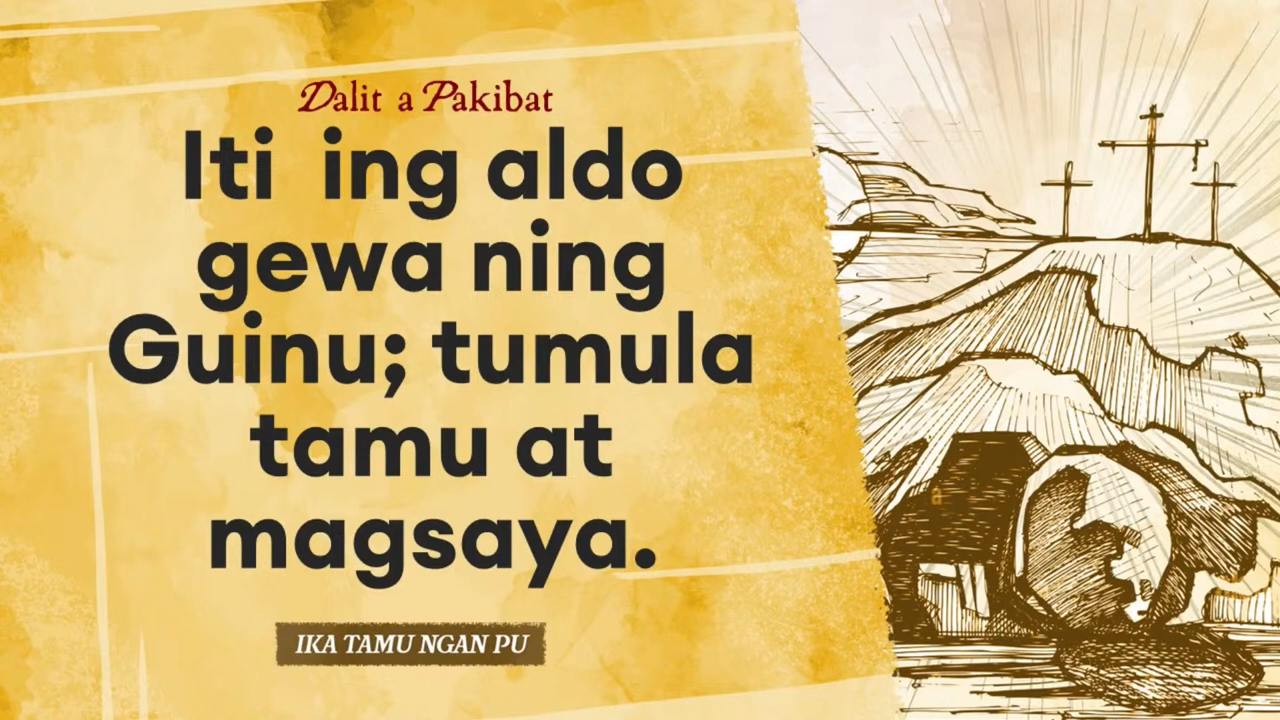 Dalit a Pakibat
Iti ing aldo
gewa ning
Guinu; tumula
tamu at
magsaya.
IKA TAMU NGAN PU